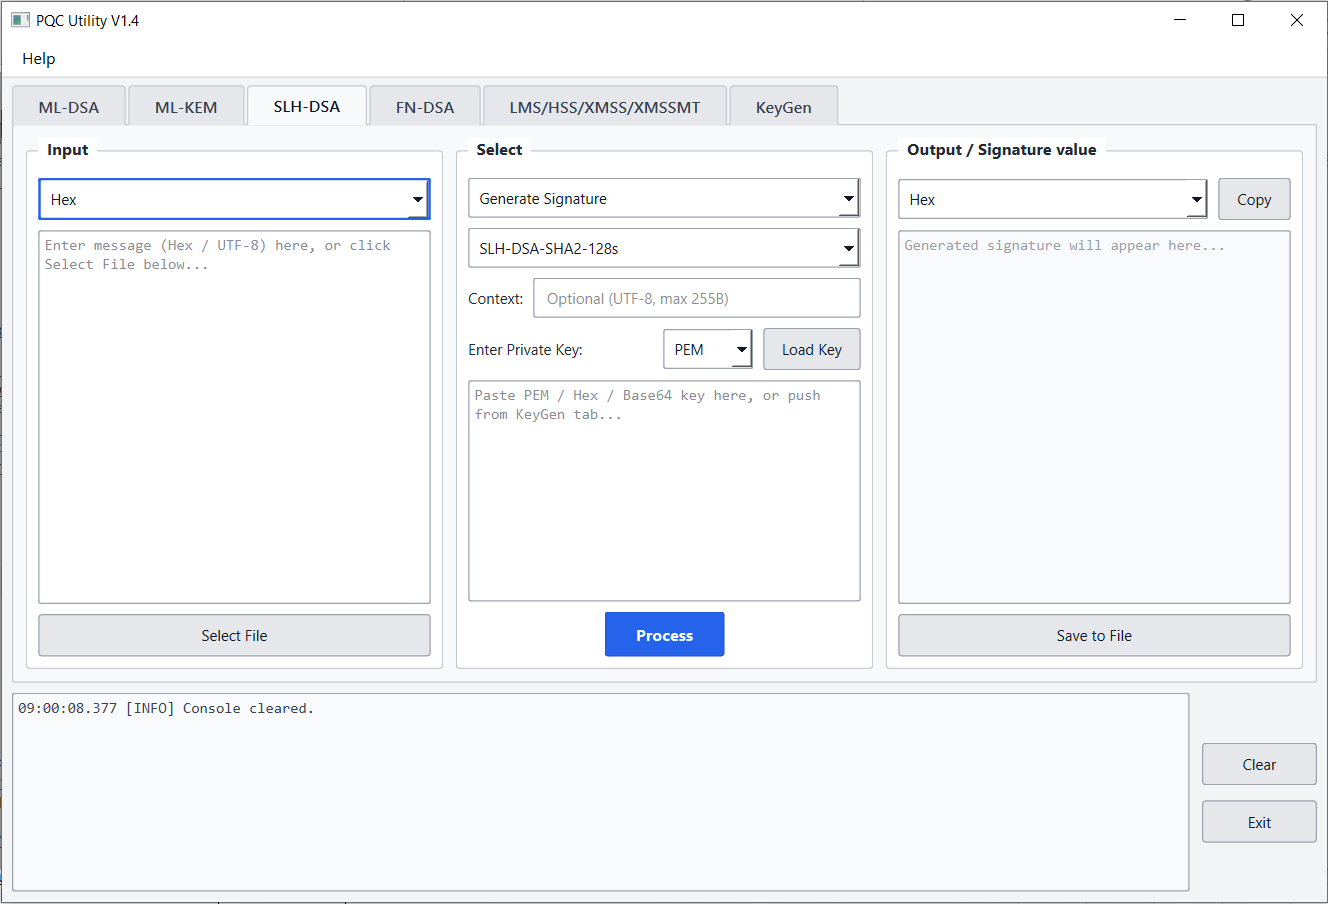 PQC Utility V1.4
Help
ML-DSA
ML-KEM
SLH-DSA
FN-DSA
LMS/HSS/XMSS/XMSSMT
KeyGen
Input
Hex
Enter message (Hex / UTF-8) here, or click
Select File below...
Select File
Select
Generate Signature
SLH-DSA-SHA2-128s
Context:
Optional (UTF-8, max 255B)
Enter Private Key:
PEM
Load Key
Paste PEM / Hex / Base64 key here, or push
from KeyGen tab...
Process
Output / Signature value
Hex
Copy
Generated signature will appear here...
Save to File
09:00:08.377 [INFO] Console cleared.
Clear
Exit